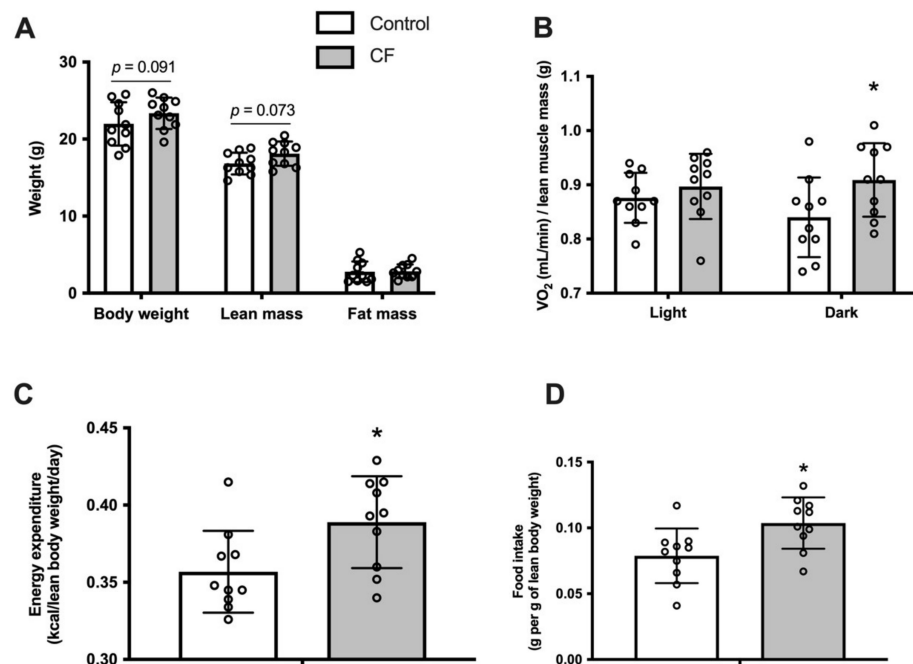 A
Control
CF
p = 0.091
p = 0.073
Weight (g)
30
20
10
0
Body weight
Lean mass
Fat mass
B
VO₂ (mL/min) / lean muscle mass (g)
1.1
1.0
0.9
0.8
0.7
*
Light
Dark
C
Energy expenditure
(kcal/lean body weight/day)
0.45
0.40
0.35
0.30
*
D
Food intake
(g per g of lean body weight)
0.15
0.10
0.05
0.00
*